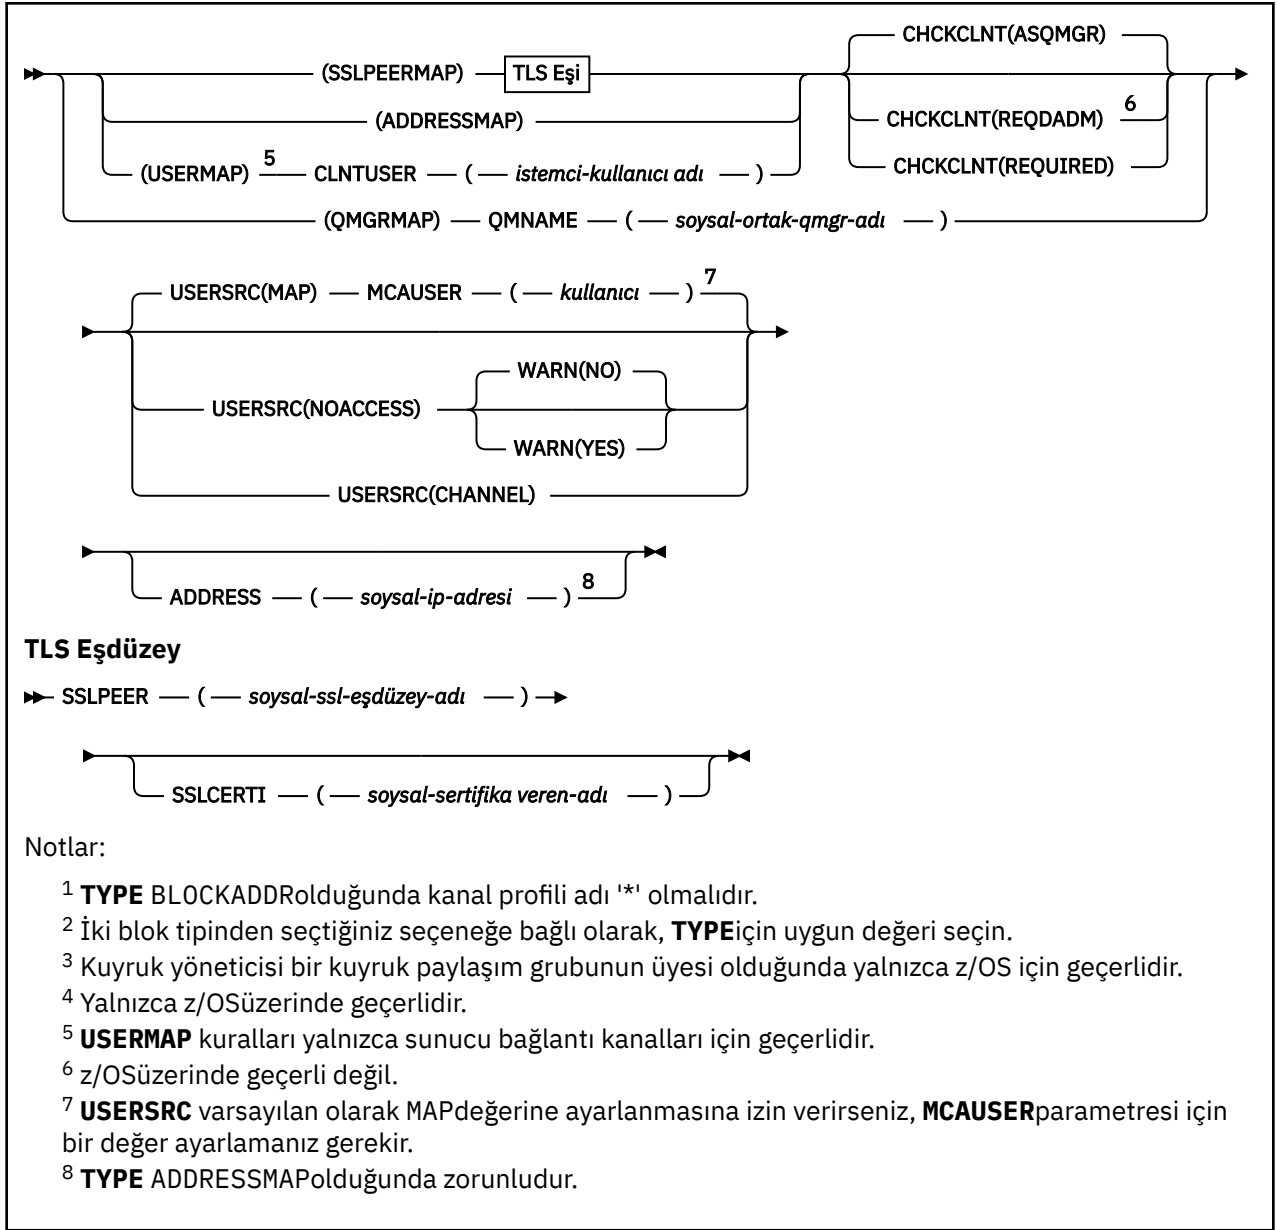 CHCKCLNT(ASQMGR)
(SSLPEERMAP) TLS Eşi
(ADDRESSMAP) CHCKCLNT(REQDADM) 6
(USERMAP) 5 CLNTUSER ( istemci-kullanıcı adı ) CHCKCLNT(REQUIRED)
(QMGRMAP) QMNAME ( soysal-ortak-qmgr-adı )
USERSRC(MAP) MCAUSER ( kullanıcı ) 7
WARN(NO)
USERSRC(NOACCESS)
WARN(YES)
USERSRC(CHANNEL)
ADDRESS ( soysal-ip-adresi ) 8
TLS Eşdüzey
SSLPEER ( soysal-ssl-eşdüzey-adı )
SSLCERTI ( soysal-sertifika veren-adı )
Notlar:
1 TYPE BLOCKADDRolduğunda kanal profili adı '*' olmalıdır.
2 İki blok tipinden seçtiğiniz seçeneğe bağlı olarak, TYPEiçin uygun değeri seçin.
3 Kuyruk yöneticisi bir kuyruk paylaşım grubunun üyesi olduğunda yalnızca z/OS için geçerlidir.
4 Yalnızca z/OSüzerinde geçerlidir.
5 USERMAP kuralları yalnızca sunucu bağlantı kanalları için geçerlidir.
6 z/OSüzerinde geçerli değil.
7 USERSRC varsayılan olarak MAPdeğerine ayarlanmasına izin verirseniz, MCAUSERparametresi için
bir değer ayarlamanız gerekir.
8 TYPE ADDRESSMAPolduğunda zorunludur.